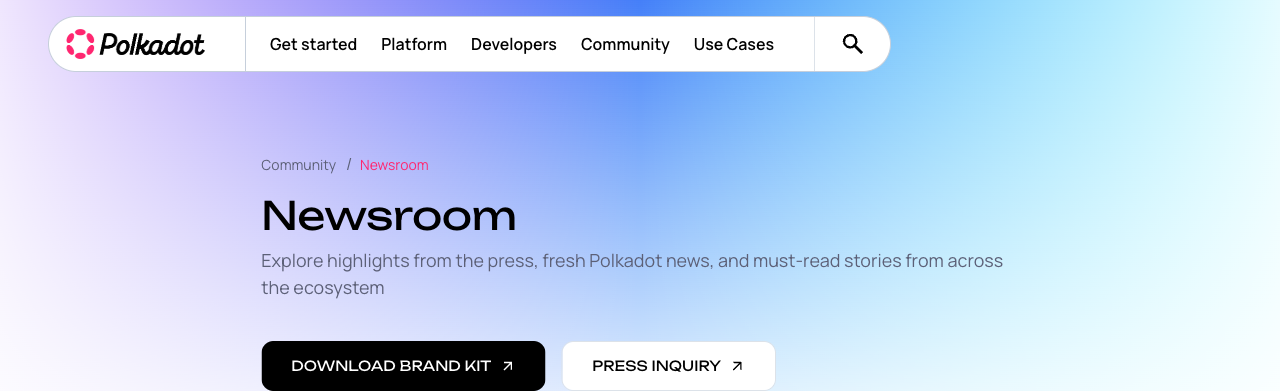 Polkadot
Get started Platform Developers Community Use Cases
Community / Newsroom
Newsroom
Explore highlights from the press, fresh Polkadot news, and must-read stories from across
the ecosystem
DOWNLOAD BRAND KIT PRESS INQUIRY